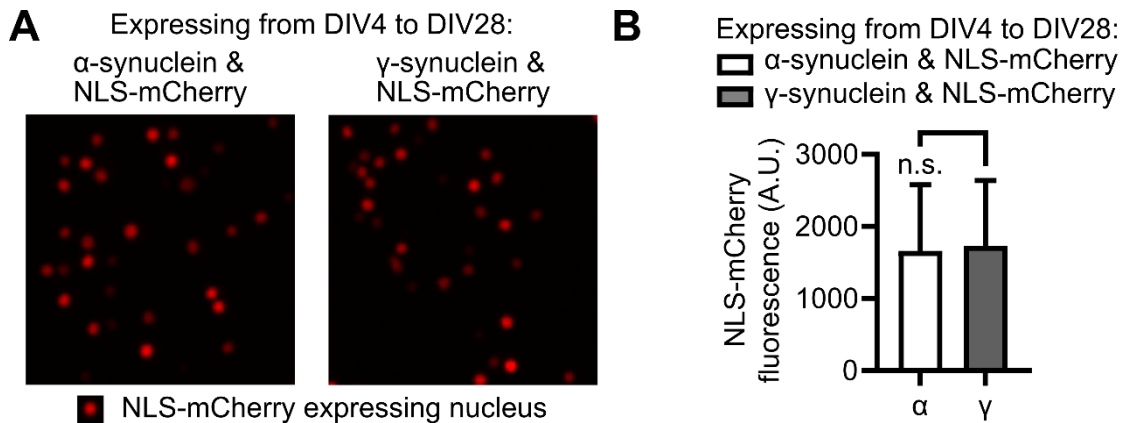 A
Expressing from DIV4 to DIV28:
α-synuclein &
NLS-mCherry
γ-synuclein &
NLS-mCherry
NLS-mCherry expressing nucleus
B
Expressing from DIV4 to DIV28:
α-synuclein & NLS-mCherry
γ-synuclein & NLS-mCherry
NLS-mCherry
fluorescence (A.U.)
3000
2000
1000
0
n.s.
α
γ